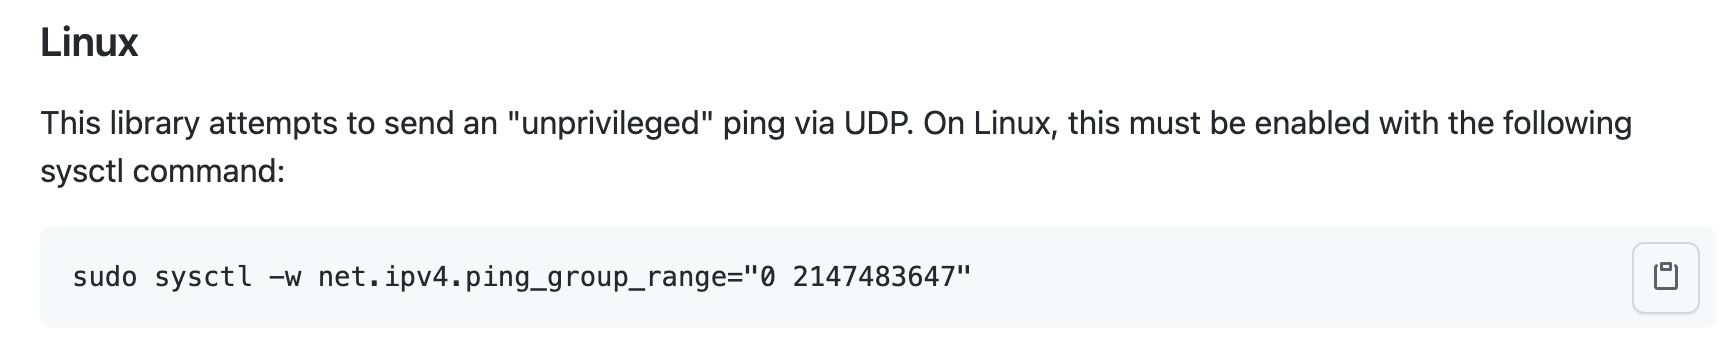 Linux
This library attempts to send an "unprivileged" ping via UDP. On Linux, this must be enabled with the following
sysctl command:
sudo sysctl -w net.ipv4.ping_group_range="0 2147483647"